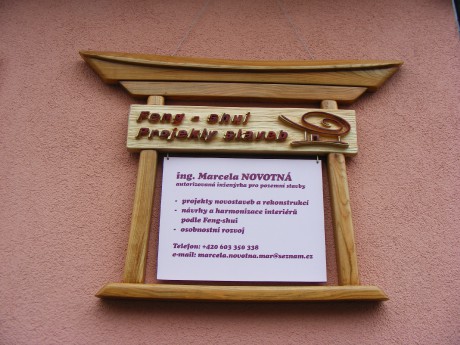 Feng - shui
Projekty staveb
ing. Marcela NOVOTNÁ
autorizovaná inženýrka pro pozemní stavby
- projekty novostaveb a rekonstrukcí
- návrhy a harmonizace interiérů
podle Feng-shui
- osobnostní rozvoj
Telefon: +420 603 350 338
e-mail: marcela.novotna.mar@seznam.cz